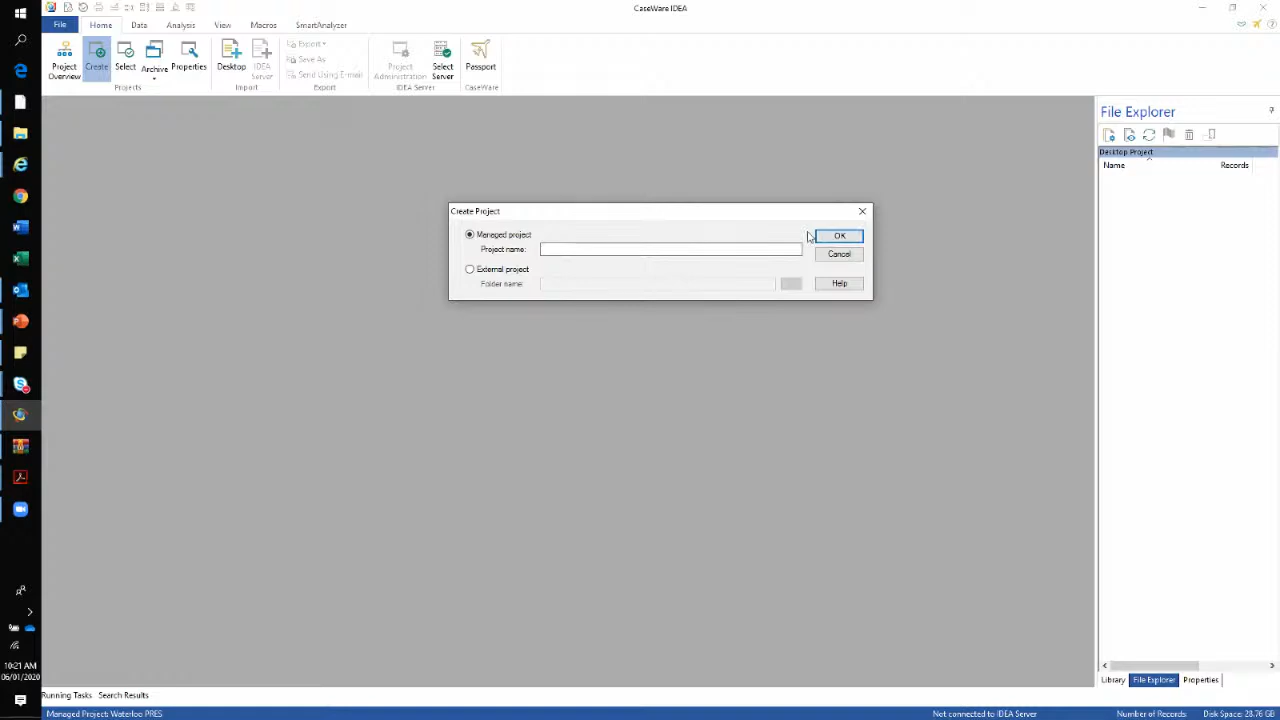 CaseWare IDEA
File Home Data Analysis View Macros SmartAnalyzer
Project Overview
Create
Select
Archive
Properties
Desktop
IDEA Server
Export
Save As
Send Using E-mail
Project Administration
Select Server
Passport
Projects Import Export IDEA Server CaseWare
File Explorer
Desktop Project
Name Records
Create Project
Managed project
OK
Project name:
Cancel
External project
Folder name:
Help
10:21 AM
06/01/2020
Library File Explorer Properties
Running Tasks Search Results
Managed Project: Waterloo PRES Not connected to IDEA Server Number of Records: Disk Space: 28.76 GB